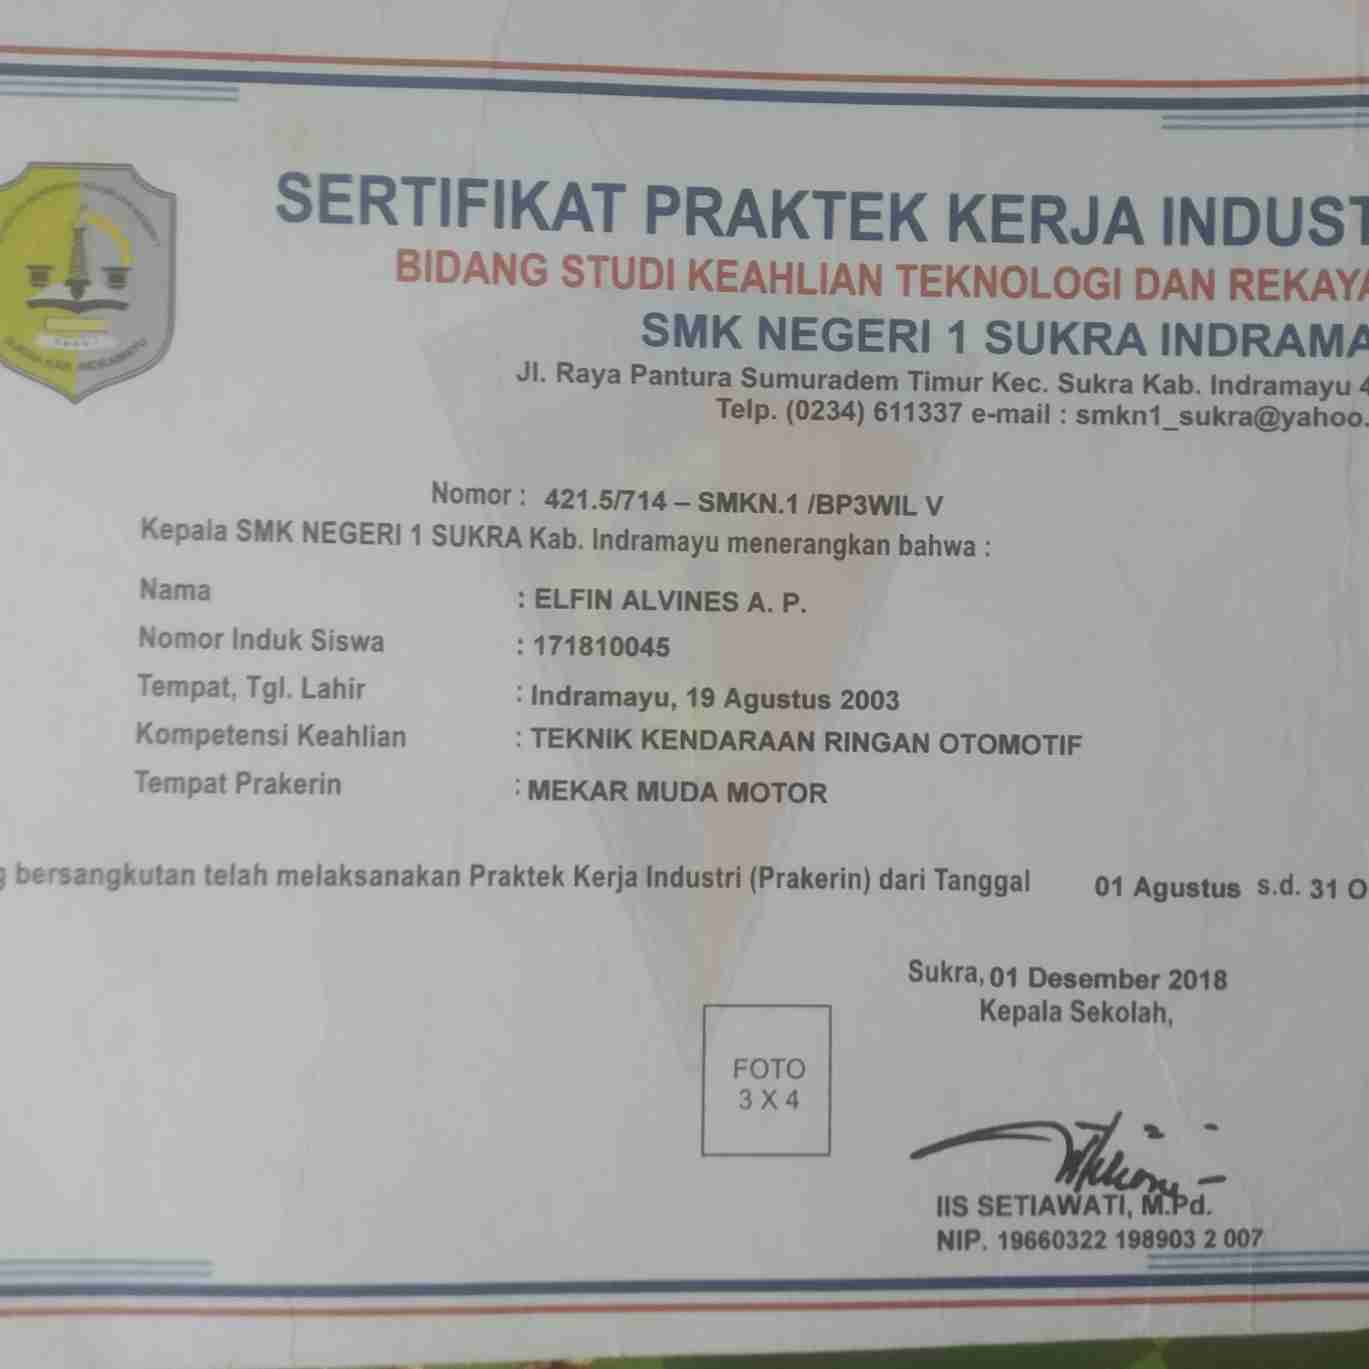 SERTIFIKAT PRAKTEK KERJA INDUST
BIDANG STUDI KEAHLIAN TEKNOLOGI DAN REKAYA
SMK NEGERI 1 SUKRA INDRAMA
Jl. Raya Pantura Sumuradem Timur Kec. Sukra Kab. Indramayu 4
Telp. (0234) 611337 e-mail : smkn1_sukra@yahoo.
Nomor : 421.5/714 – SMKN.1 /BP3WIL V
Kepala SMK NEGERI 1 SUKRA Kab. Indramayu menerangkan bahwa :
Nama : ELFIN ALVINES A. P.
Nomor Induk Siswa : 171810045
Tempat, Tgl. Lahir : Indramayu, 19 Agustus 2003
Kompetensi Keahlian : TEKNIK KENDARAAN RINGAN OTOMOTIF
Tempat Prakerin : MEKAR MUDA MOTOR
g bersangkutan telah melaksanakan Praktek Kerja Industri (Prakerin) dari Tanggal 01 Agustus s.d. 31 O
Sukra, 01 Desember 2018
Kepala Sekolah,
FOTO
3 X 4
IIS SETIAWATI, M.Pd.
NIP. 19660322 198903 2 007